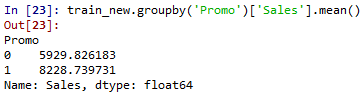 In [23]: train_new.groupby('Promo')['Sales'].mean()
Out[23]:
Promo
0    5929.826183
1    8228.739731
Name: Sales, dtype: float64